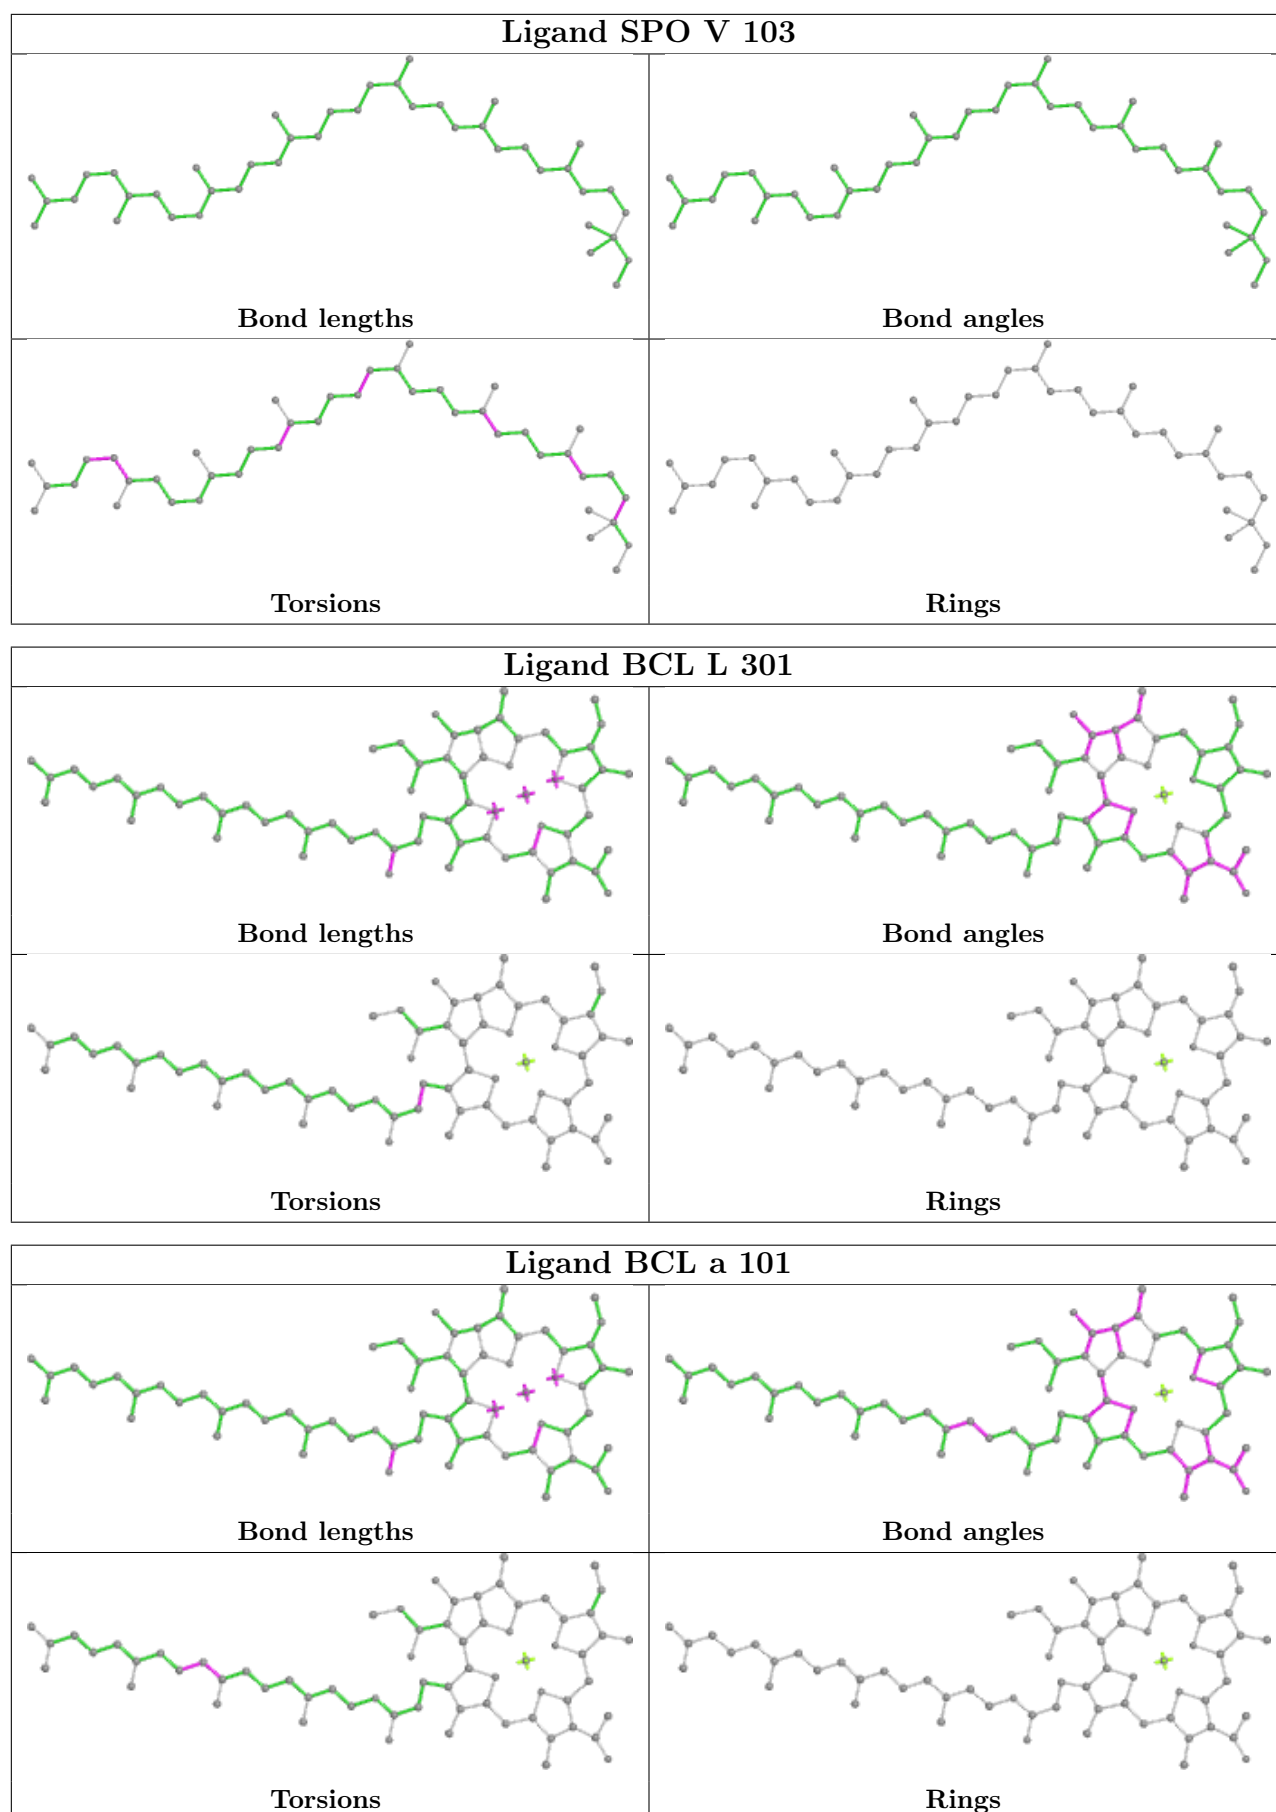 Ligand SPO V 103
Bond lengths
Bond angles
Torsions
Rings
Ligand BCL L 301
Bond lengths
Bond angles
Torsions
Rings
Ligand BCL a 101
Bond lengths
Bond angles
Torsions
Rings